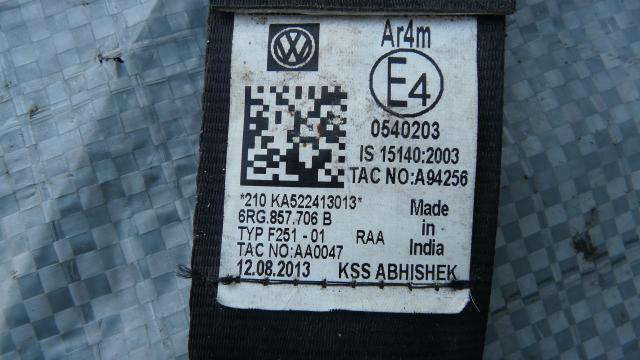 Ar4m
E4
0540203
IS 15140:2003
TAC NO:A94256
*210 KA522413013*
6RG.857.706 B
TYP F251 - 01 RAA
Made in India
TAC NO:AA0047
12.08.2013 KSS ABHISHEK